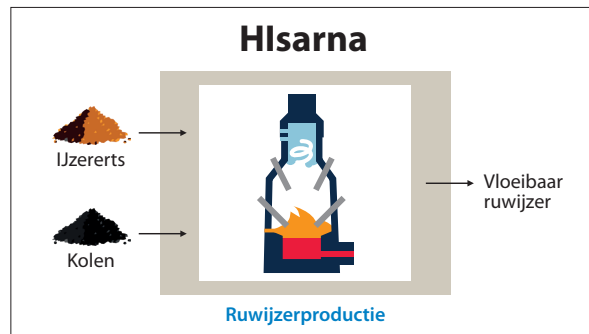 HIsarna
IJzererts
Kolen
Vloeibaar
ruwijzer
Ruwijzerproductie